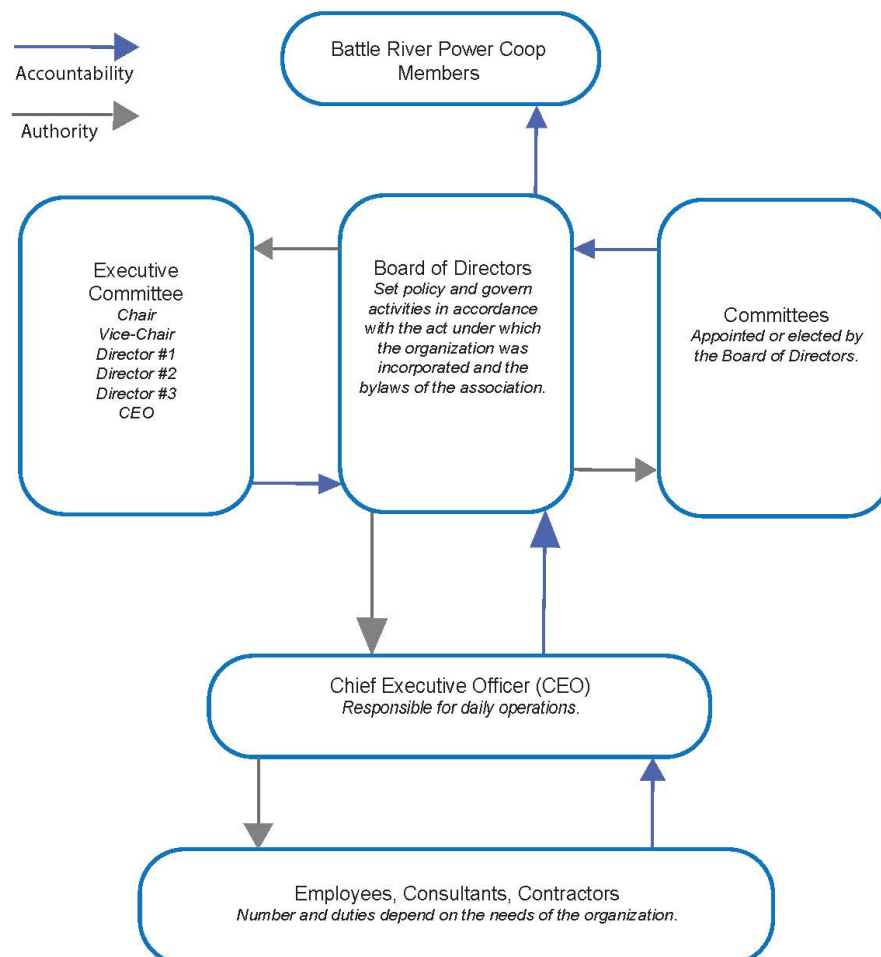 Accountability
Authority
Battle River Power Coop
Members
Executive
Committee
Chair
Vice-Chair
Director #1
Director #2
Director #3
CEO
Board of Directors
Set policy and govern
activities in accordance
with the act under which
the organization was
incorporated and the
bylaws of the association.
Committees
Appointed or elected by
the Board of Directors.
Chief Executive Officer (CEO)
Responsible for daily operations.
Employees, Consultants, Contractors
Number and duties depend on the needs of the organization.